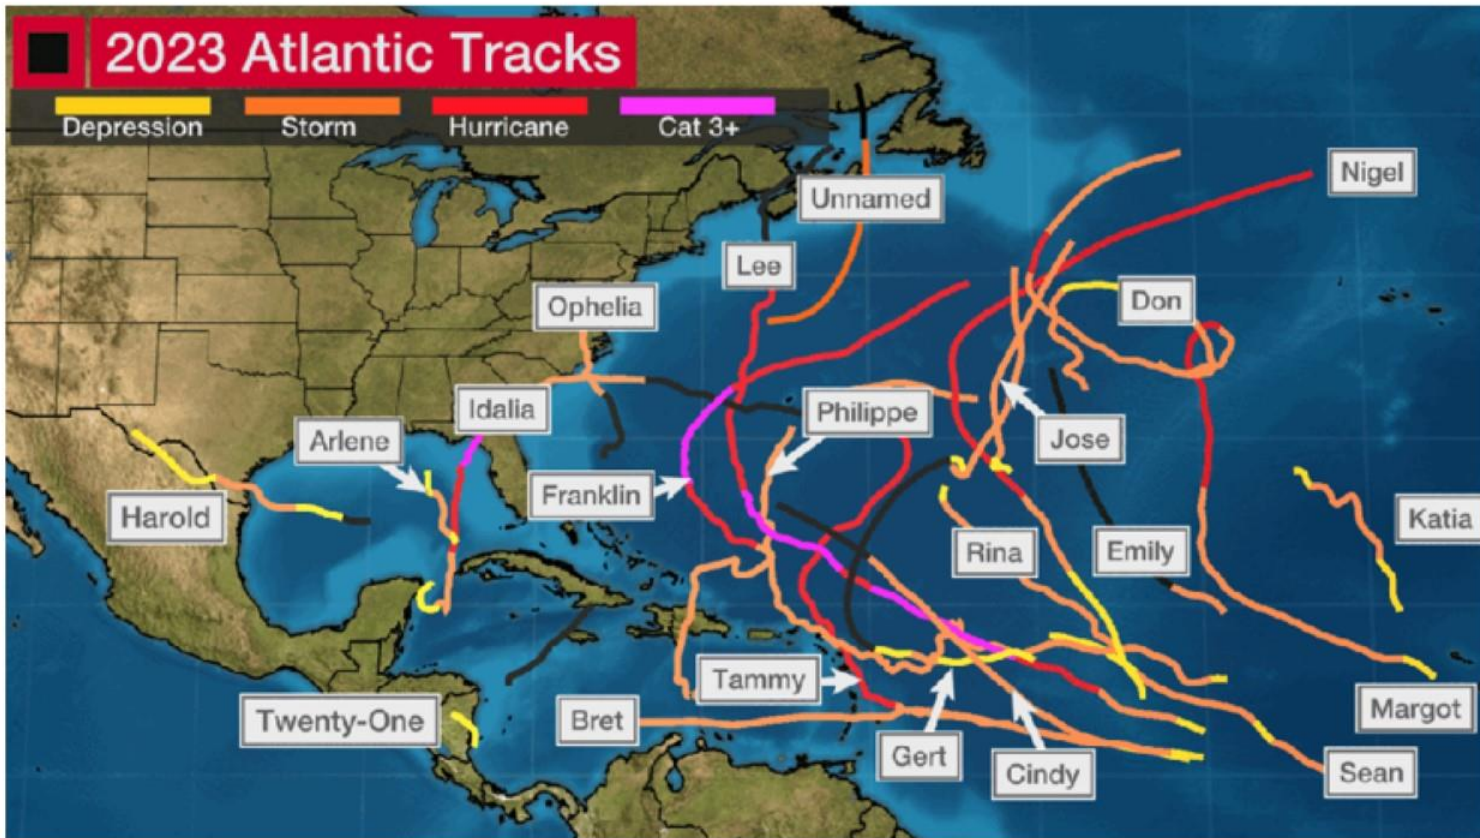 2023 Atlantic Tracks
Depression Storm Hurricane Cat 3+
Nigel
Unnamed
Lee
Don
Ophelia
Idalia
Philippe
Arlene
Jose
Franklin
Harold
Katia
Rina
Emily
Tammy
Twenty-One
Bret
Margot
Gert
Cindy
Sean